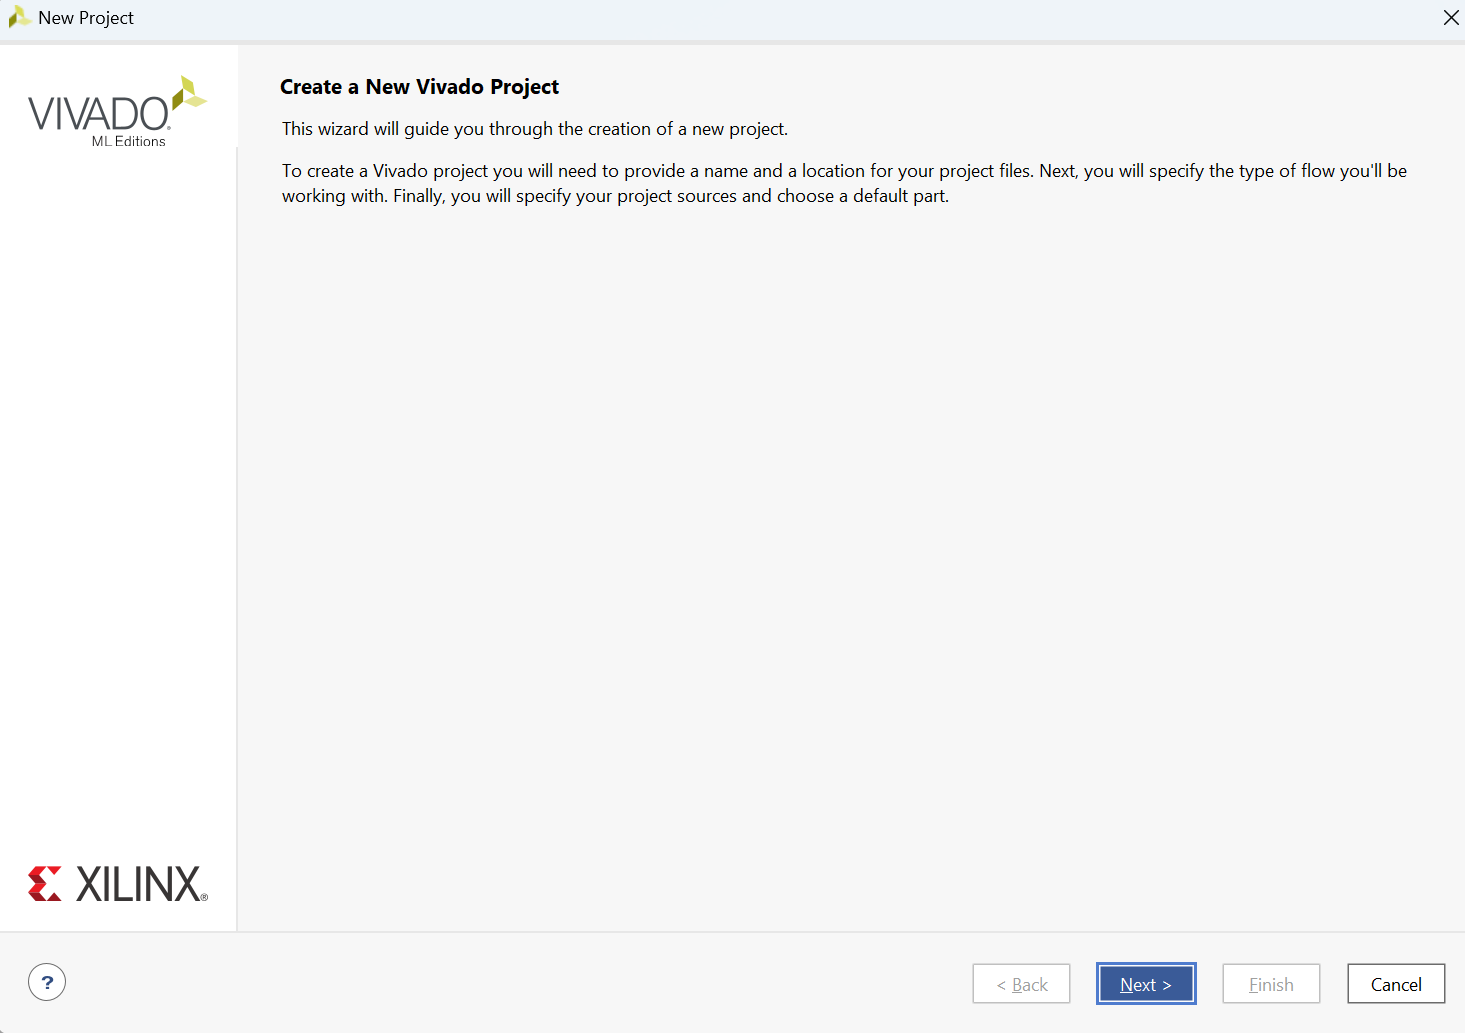 New Project
VIVADO®
ML Editions
Create a New Vivado Project
This wizard will guide you through the creation of a new project.
To create a Vivado project you will need to provide a name and a location for your project files. Next, you will specify the type of flow you'll be
working with. Finally, you will specify your project sources and choose a default part.
XILINX®
?
< Back
Next >
Finish
Cancel